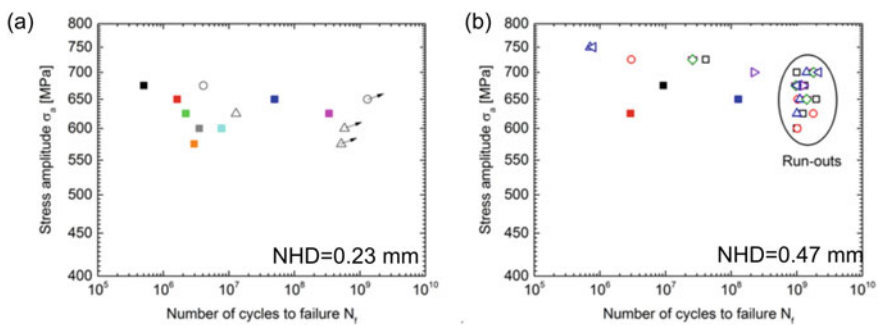 (a)
800
750
700
650
600
550
500
450
400
Stress amplitude σa [MPa]
NHD=0.23 mm
10^5 10^6 10^7 10^8 10^9 10^10
Number of cycles to failure Nf
(b)
800
750
700
650
600
550
500
450
400
Stress amplitude σa [MPa]
Run-outs
NHD=0.47 mm
10^5 10^6 10^7 10^8 10^9 10^10
Number of cycles to failure Nf